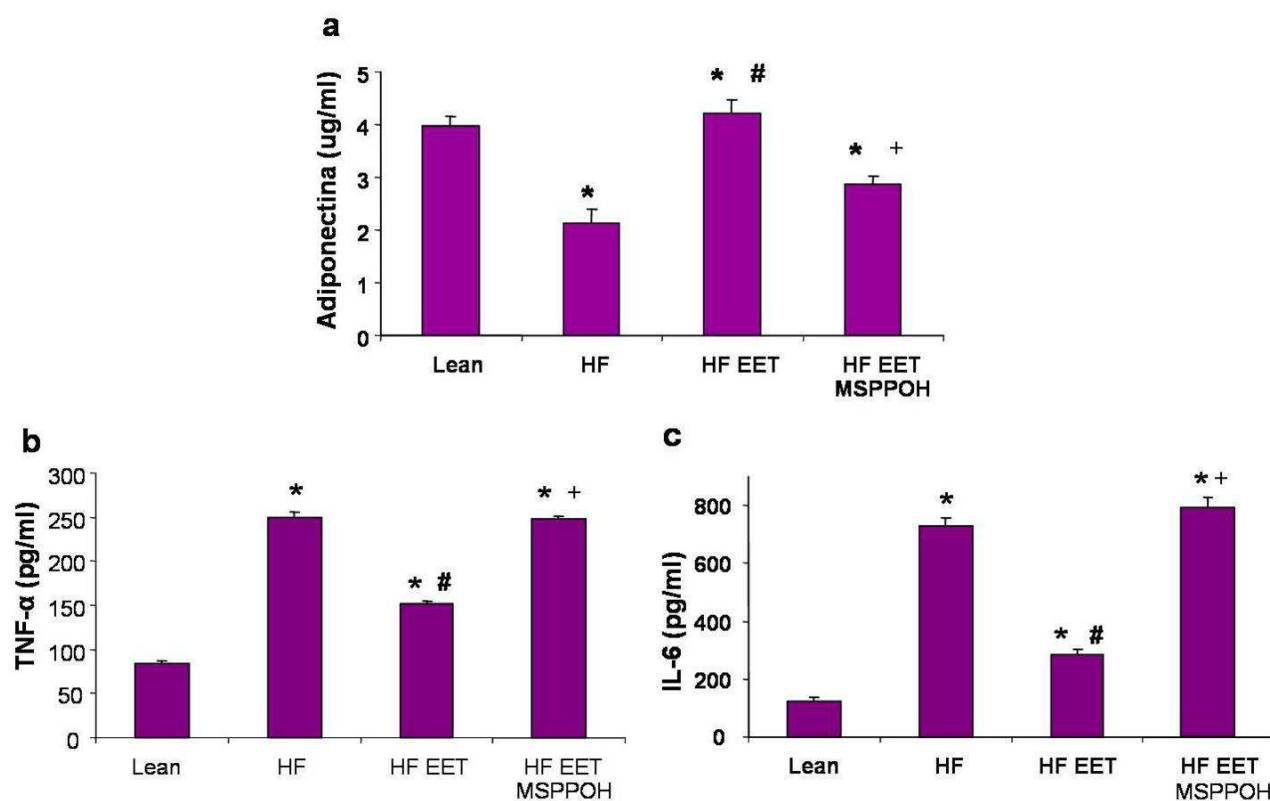 a
Adiponectina (ug/ml)
5
4
3
2
1
0
*
* #
* +
Lean
HF
HF EET
HF EET
MSPPOH
b
TNF-α (pg/ml)
300
250
200
150
100
50
0
*
* #
* +
Lean
HF
HF EET
HF EET
MSPPOH
c
IL-6 (pg/ml)
800
600
400
200
0
*
* #
* +
Lean
HF
HF EET
HF EET
MSPPOH